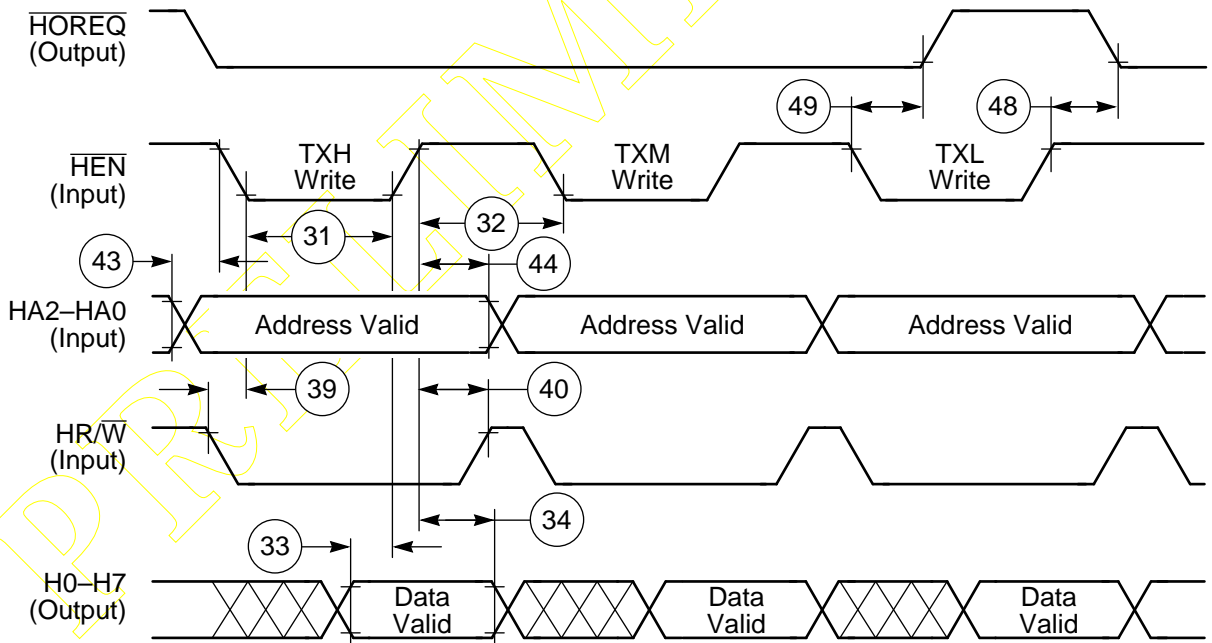 HOREQ
(Output)
49
48
HEN
(Input)
TXH
Write
TXM
Write
TXL
Write
31
32
43
44
HA2–HA0
(Input)
Address Valid
Address Valid
Address Valid
39
40
HR/W̅
(Input)
34
33
H0–H7
(Output)
Data
Valid
Data
Valid
Data
Valid